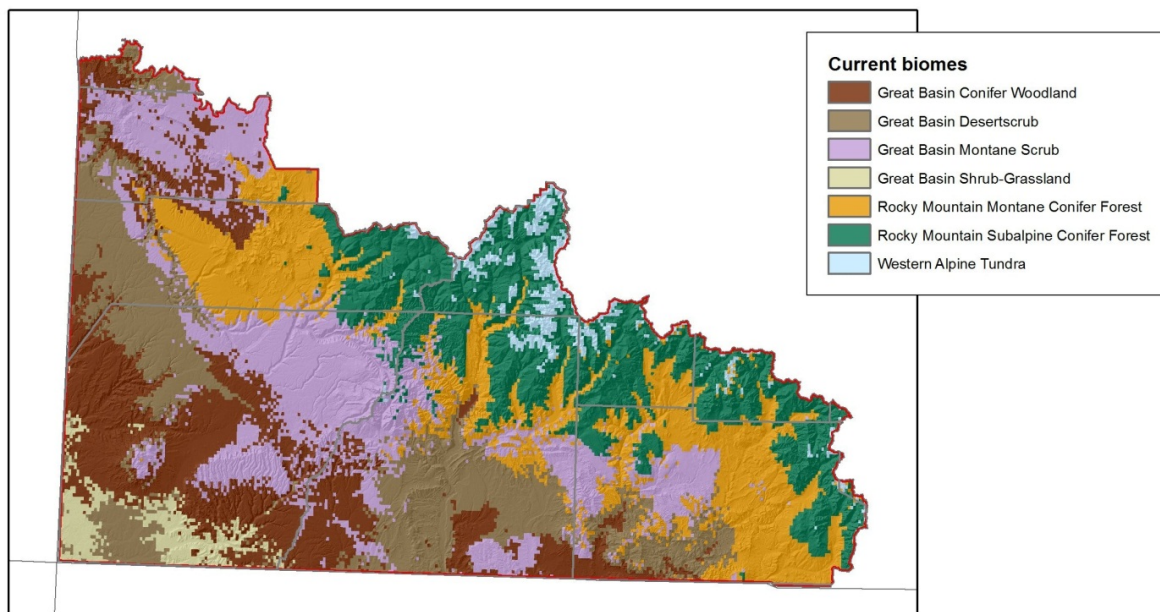 Current biomes
Great Basin Conifer Woodland
Great Basin Desertscrub
Great Basin Montane Scrub
Great Basin Shrub-Grassland
Rocky Mountain Montane Conifer Forest
Rocky Mountain Subalpine Conifer Forest
Western Alpine Tundra